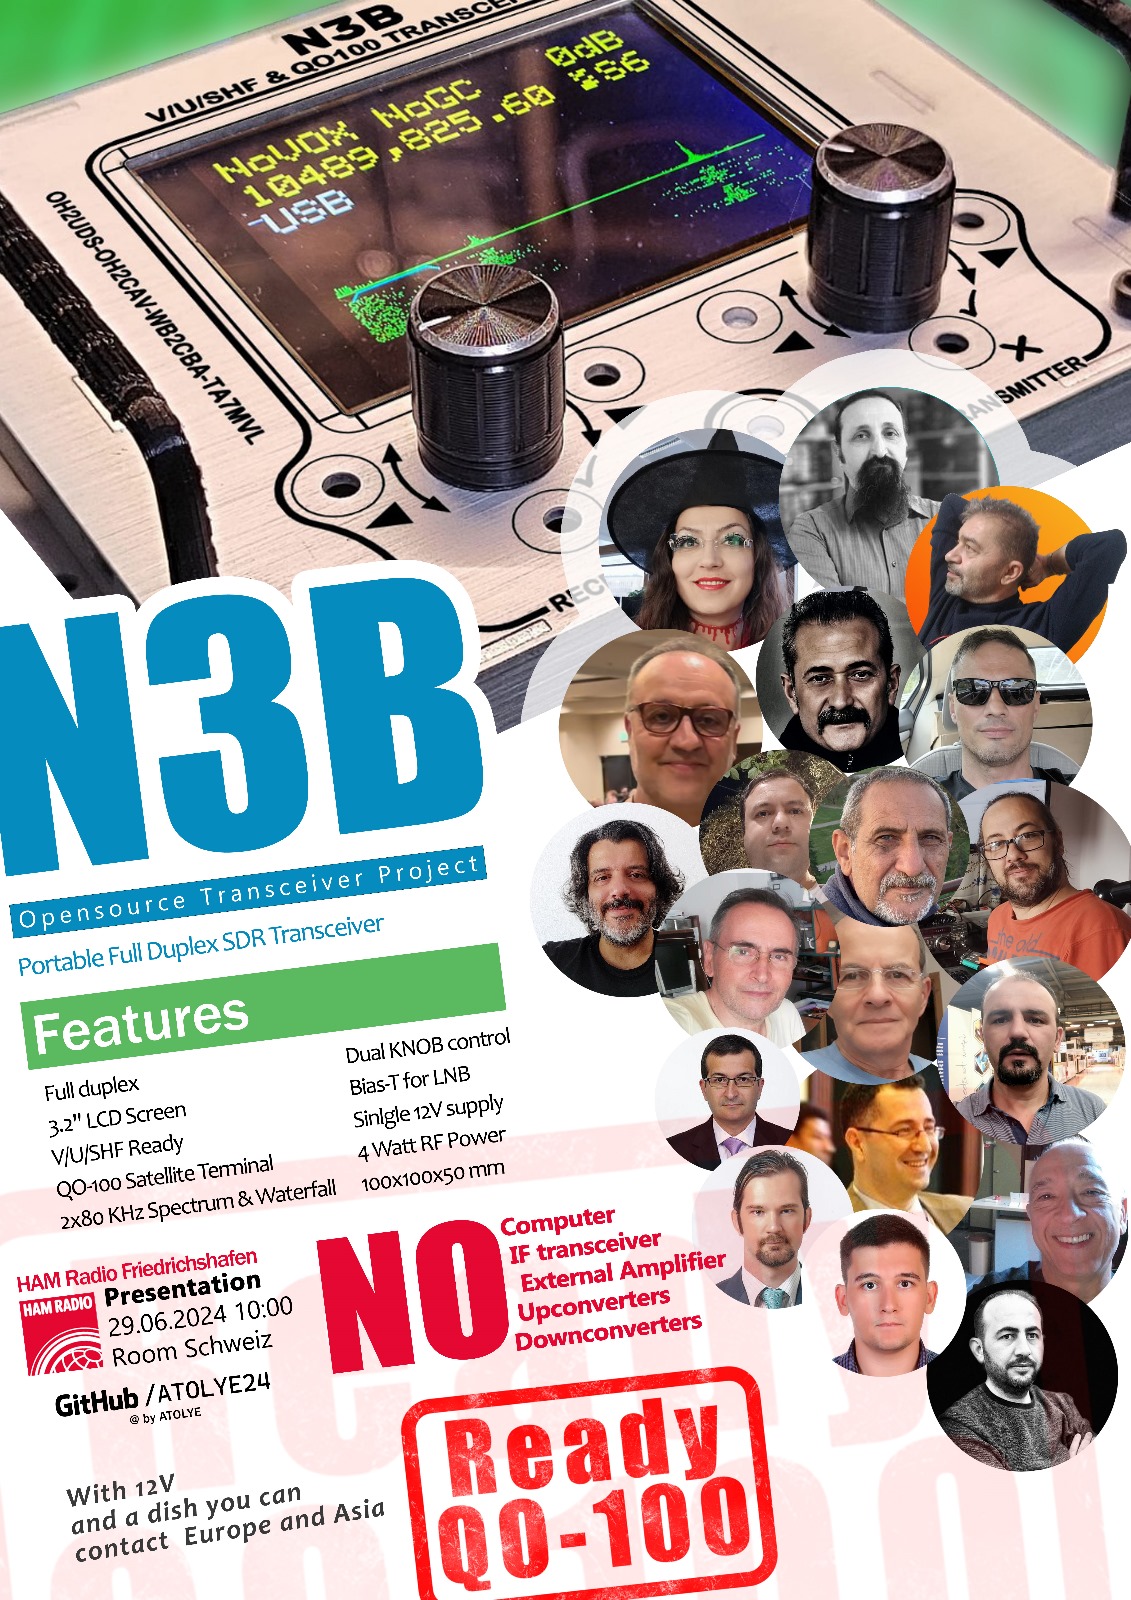 N3B
V/U/SHF & QO100 TRANSCEI
NoVOX NoGC 0dB
10489,825.60 S6
USB
OH2UDS-OH2CAV-WB2CBA-TA7MVL
N3B
Opensource Transceiver Project
Portable Full Duplex SDR Transceiver
Features
Full duplex
3.2" LCD Screen
V/U/SHF Ready
QO-100 Satellite Terminal
2x80 KHz Spectrum & Waterfall
Dual KNOB control
Bias-T for LNB
Sinlgle 12V supply
4 Watt RF Power
100x100x50 mm
HAM Radio Friedrichshafen
HAM RADIO
Presentation
29.06.2024 10:00
Room Schweiz
GitHub /ATOLYE24
@ by ATOLYE
NO
Computer
IF transceiver
External Amplifier
Upconverters
Downconverters
With 12V
and a dish you can
contact Europe and Asia
Ready
QO-100